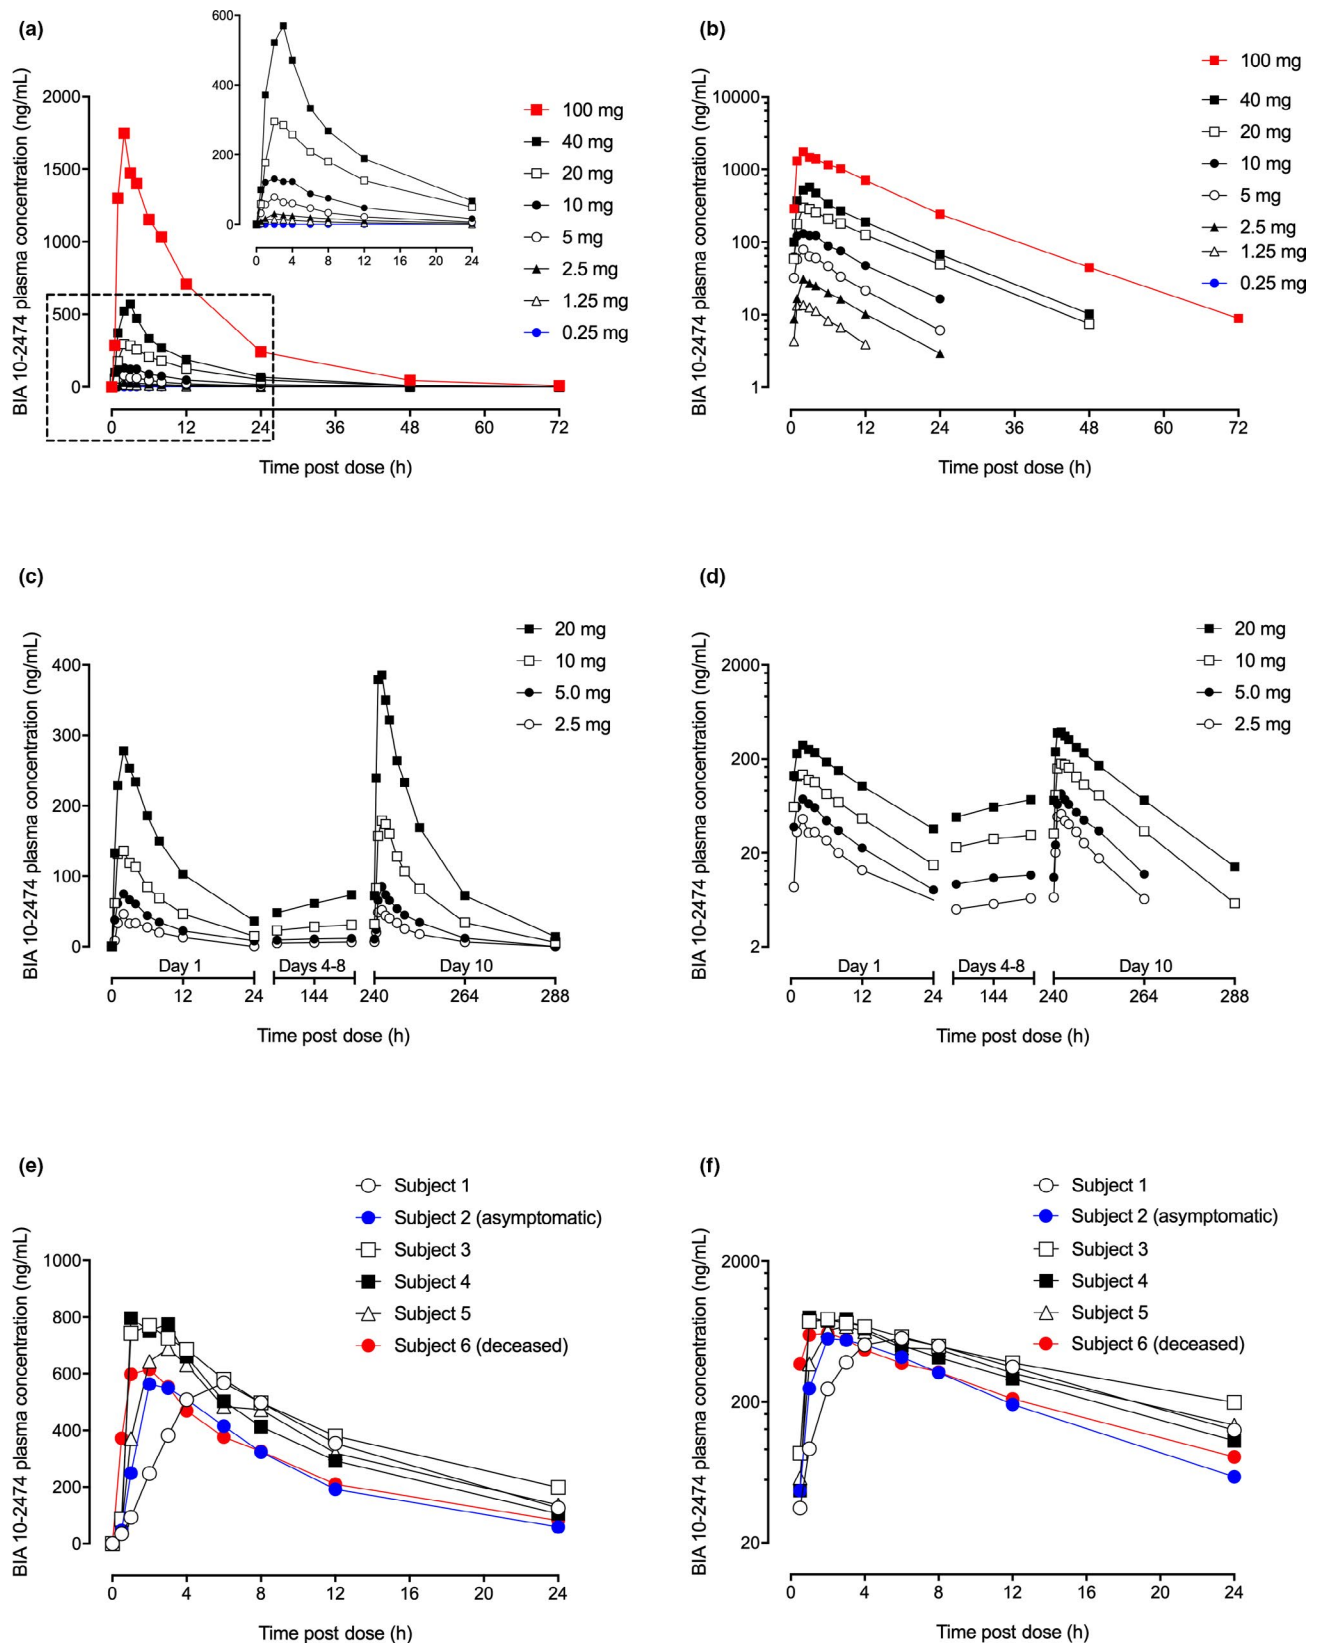 (a)
BIA 10-2474 plasma concentration (ng/mL)
2000
1500
1000
500
0
0 12 24 36 48 60 72
Time post dose (h)
600
400
200
0
0 4 8 12 16 20 24
100 mg
40 mg
20 mg
10 mg
5 mg
2.5 mg
1.25 mg
0.25 mg
(b)
BIA 10-2474 plasma concentration (ng/mL)
10000
1000
100
10
1
0 12 24 36 48 60 72
Time post dose (h)
100 mg
40 mg
20 mg
10 mg
5 mg
2.5 mg
1.25 mg
0.25 mg
(c)
BIA 10-2474 plasma concentration (ng/mL)
400
300
200
100
0
Day 1 Days 4-8 Day 10
0 12 24 144 240 264 288
Time post dose (h)
20 mg
10 mg
5.0 mg
2.5 mg
(d)
BIA 10-2474 plasma concentration (ng/mL)
2000
200
20
2
Day 1 Days 4-8 Day 10
0 12 24 144 240 264 288
Time post dose (h)
20 mg
10 mg
5.0 mg
2.5 mg
(e)
BIA 10-2474 plasma concentration (ng/mL)
1000
800
600
400
200
0
0 4 8 12 16 20 24
Time post dose (h)
Subject 1
Subject 2 (asymptomatic)
Subject 3
Subject 4
Subject 5
Subject 6 (deceased)
(f)
BIA 10-2474 plasma concentration (ng/mL)
2000
200
20
0 4 8 12 16 20 24
Time post dose (h)
Subject 1
Subject 2 (asymptomatic)
Subject 3
Subject 4
Subject 5
Subject 6 (deceased)